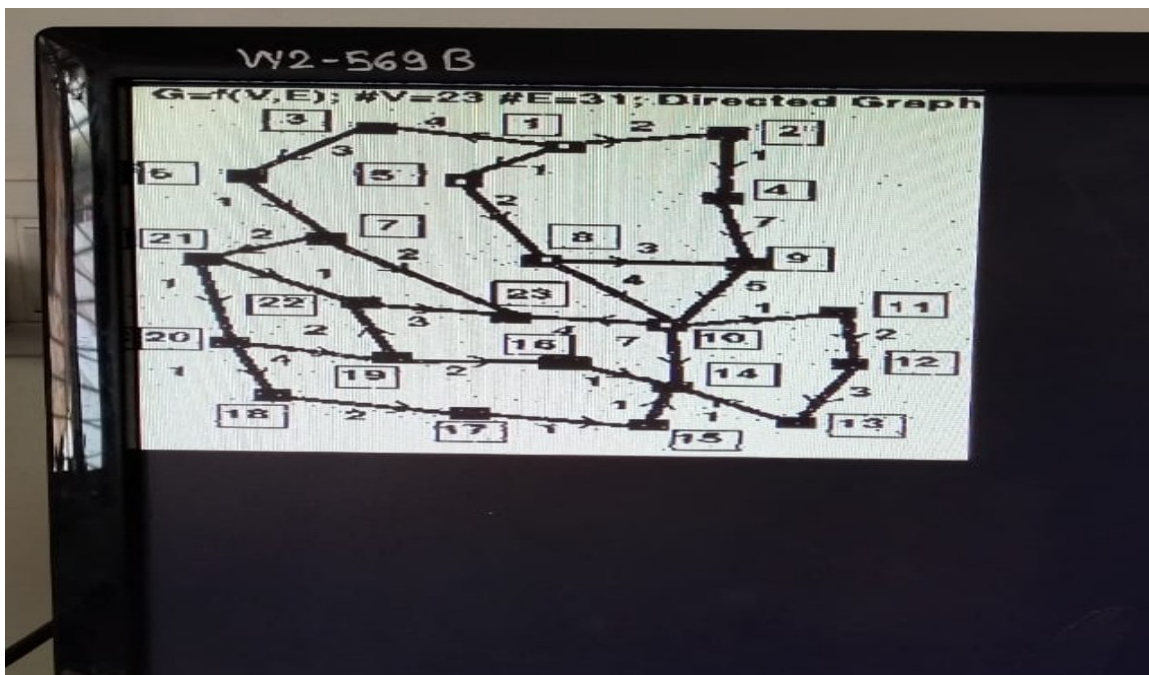 W2-569 B
G=f(V,E); #V=23 #E=31; Directed Graph
3 4 1 2 2
3 1
6 5 1 4
1 2 7
21 2 7 8 3 9
1 2 4 5
1 23 1 11
22 3 4 7 10 2
20 2 16 14 12
1 4 19 2 1 3
18 2 17 1 1 1 13
15